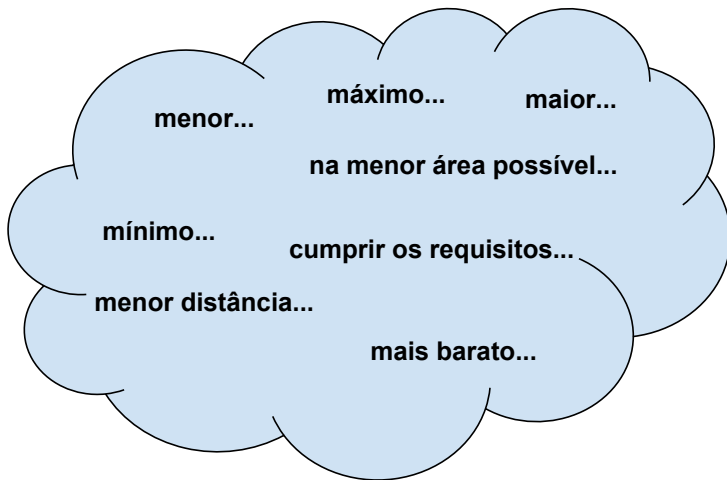 máximo...
maior...
menor...
na menor área possível...
mínimo...
cumprir os requisitos...
menor distância...
mais barato...